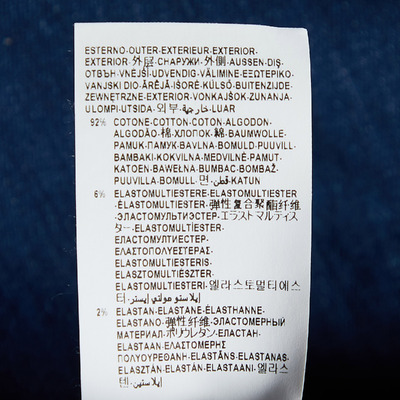 ESTERNO-OUTER-EXTERIEUR-EXTERIOR
EXTERIOR-外层-СНАРУЖИ-外側-AUSSEN-DIŞ
ОТВЪН-VNĚJŠÍ-UDVENDIG-VÄLIMINE-ΕΞΩΤΕΡΙΚΟ-
VANJSKI DIO-ĀRĒJĀ-IŠORĖ-KÜLSŐ-BUITENZIJDE
ZEWNĘTRZNE-EXTERIOR-VONKAJŠOK-ZUNANJA-
ULOMPI-UTSIDA-외부-خارجية-LUAR
92% COTONE-COTTON-COTON-ALGODON-
ALGODÃO-棉-ХЛОПОК-綿-BAUMWOLLE-
PAMUK-ПАМУК-BAVLNA-BOMULD-PUUVILL-
BAMBAKI-KOKVILNA-MEDVILNĖ-PAMUT-
KATOEN-BAWEŁNA-BUMBAC-BOMBAŽ-
PUUVILLA-BOMULL-면-قطن-KATUN
6% ELASTOMULTIESTERE-ELASTOMULTIESTER
-ÉLASTOMULTIESTER-弹性复合聚酯纤维
-ЭЛАСТОМУЛЬТИЭСТЕР-エラストマルティス
ター-ELASTOMULTIESTER-
ЕЛАСТОМУЛТИЕСТЕР-
ΕΛΑΣΤΟΠΟΛΥΕΣΤΕΡΑΣ-
ELASTOMULTIESTERIS-
ELASZTOMULTIÉSZTER-
ELASTOMULTIESTERI-엘라스토멀티에스
터-إيلاستو مولتي إيستر
2% ELASTAN-ELASTANE-ÉLASTHANNE-
ELASTANO-弹性纤维-ЭЛАСТОМЕРНЫЙ
МАТЕРИАЛ-ポリウレタン-ЕЛАСТАН-
ELASTAAN-ΕΛΑΣΤΟΜΕΡΗΣ
ΠΟΛΥΟΥΡΕΘΑΝΗ-ELASTĀNS-ELASTANAS-
ELASZTÁN-ELASTAN-ELASTAANI-엘라스
텐-إيلاستين